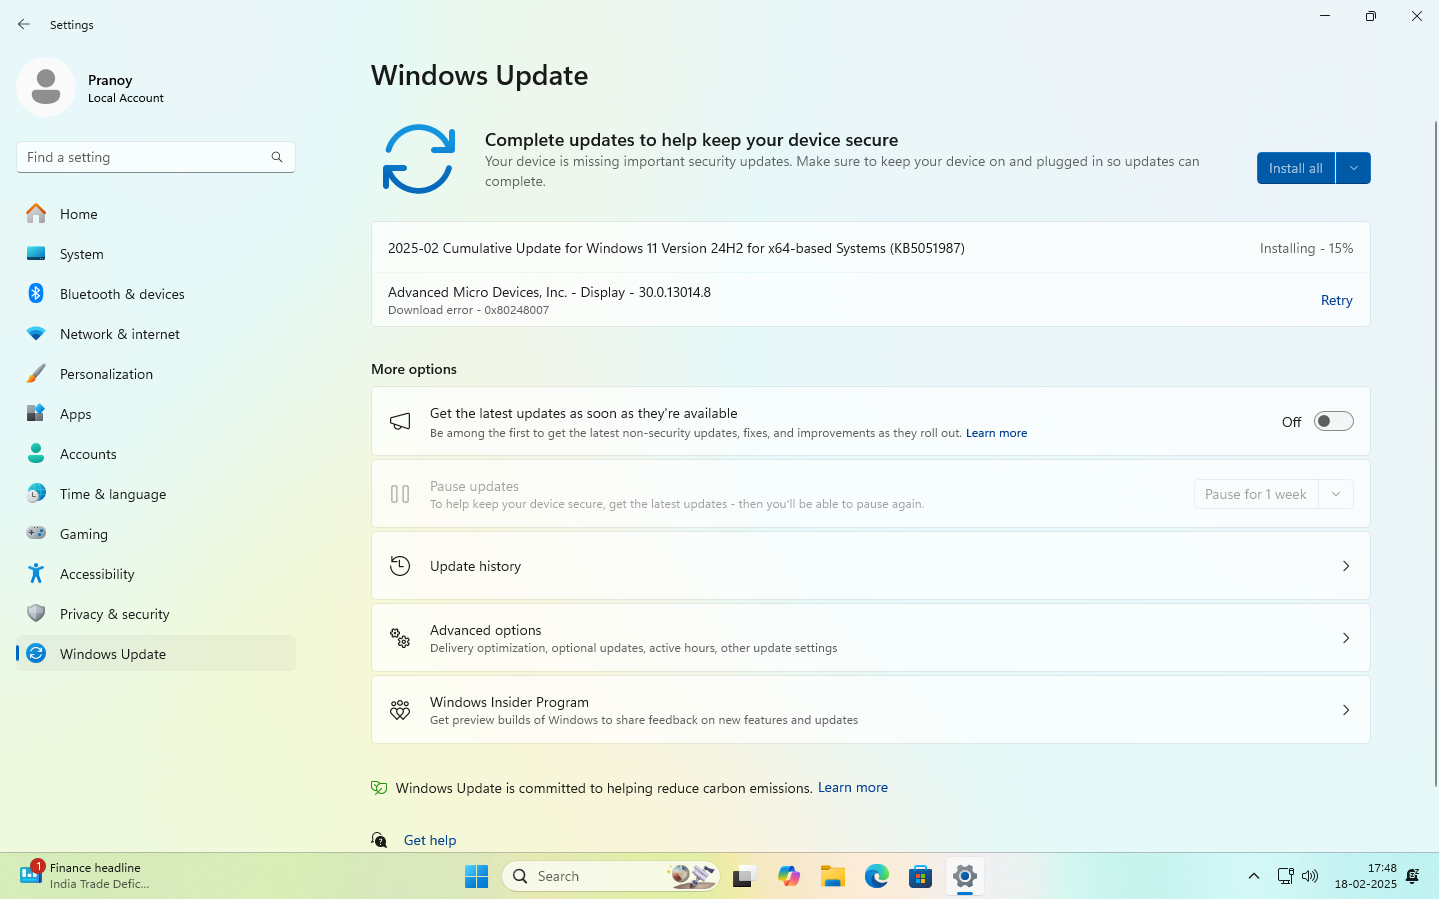 Settings
Pranoy
Local Account
Find a setting
Home
System
Bluetooth & devices
Network & internet
Personalization
Apps
Accounts
Time & language
Gaming
Accessibility
Privacy & security
Windows Update
Windows Update
Complete updates to help keep your device secure
Your device is missing important security updates. Make sure to keep your device on and plugged in so updates can
complete.
Install all
2025-02 Cumulative Update for Windows 11 Version 24H2 for x64-based Systems (KB5051987)
Installing - 15%
Advanced Micro Devices, Inc. - Display - 30.0.13014.8
Download error - 0x80248007
Retry
More options
Get the latest updates as soon as they're available
Be among the first to get the latest non-security updates, fixes, and improvements as they roll out. Learn more
Off
Pause updates
To help keep your device secure, get the latest updates - then you'll be able to pause again.
Pause for 1 week
Update history
Advanced options
Delivery optimization, optional updates, active hours, other update settings
Windows Insider Program
Get preview builds of Windows to share feedback on new features and updates
Windows Update is committed to helping reduce carbon emissions. Learn more
Get help
1
Finance headline
India Trade Defic...
Search
17:48
18-02-2025